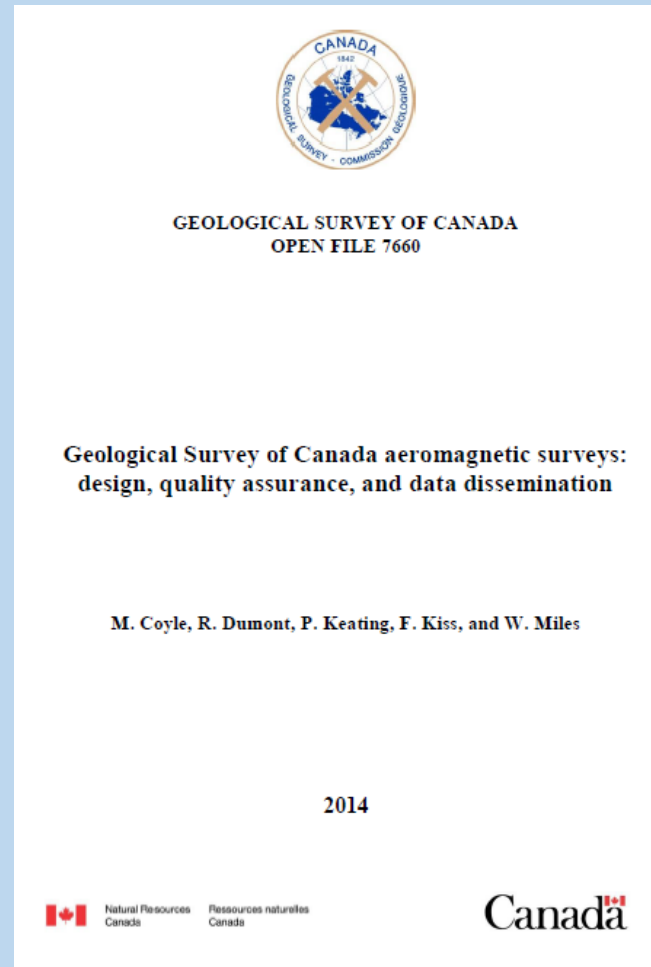 CANADA
1842
GEOLOGICAL SURVEY - COMMISSION GÉOLOGIQUE
GEOLOGICAL SURVEY OF CANADA
OPEN FILE 7660
Geological Survey of Canada aeromagnetic surveys:
design, quality assurance, and data dissemination
M. Coyle, R. Dumont, P. Keating, F. Kiss, and W. Miles
2014
Natural Resources Ressources naturelles
Canada Canada
Canada